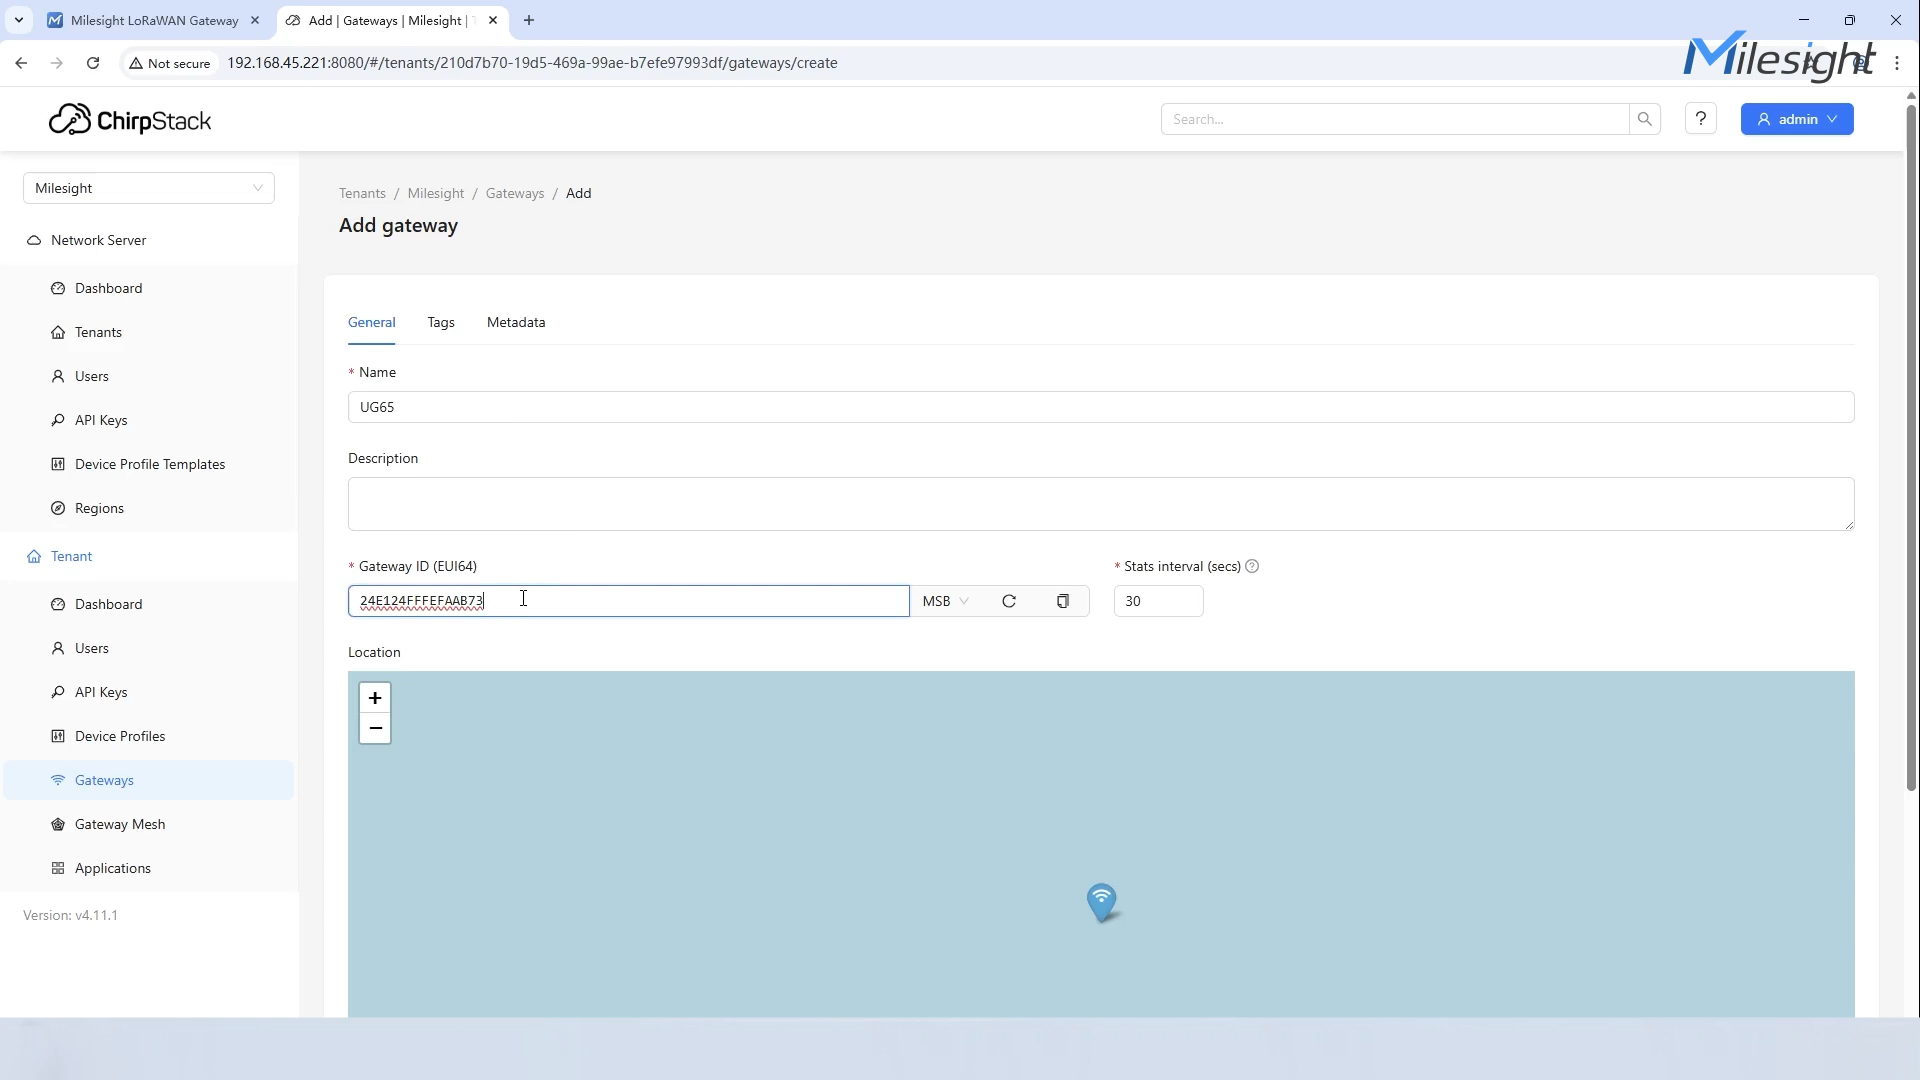 Milesight LoRaWAN Gateway
Add | Gateways | Milesight |
Not secure
192.168.45.221:8080/#/tenants/210d7b70-19d5-469a-99ae-b7efe97993df/gateways/create
Milesight
ChirpStack
Search...
?
admin
Milesight
Network Server
Dashboard
Tenants
Users
API Keys
Device Profile Templates
Regions
Tenant
Dashboard
Users
API Keys
Device Profiles
Gateways
Gateway Mesh
Applications
Version: v4.11.1
Tenants / Milesight / Gateways / Add
Add gateway
General Tags Metadata
* Name
UG65
Description
* Gateway ID (EUI64)
24E124FFFEFAAB73
MSB
* Stats interval (secs)
30
Location
+
−